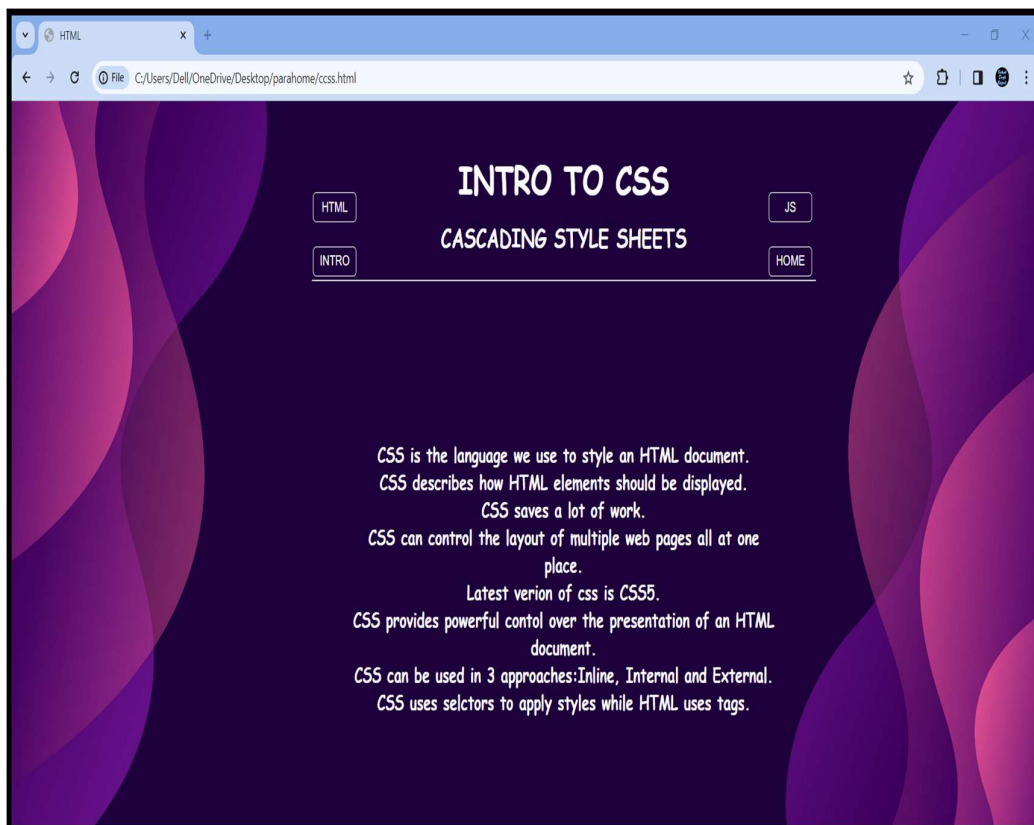 HTML
File C:/Users/Dell/OneDrive/Desktop/parahome/ccss.html
INTRO TO CSS
HTML
JS
CASCADING STYLE SHEETS
INTRO
HOME
CSS is the language we use to style an HTML document.
CSS describes how HTML elements should be displayed.
CSS saves a lot of work.
CSS can control the layout of multiple web pages all at one
place.
Latest verion of css is CSS5.
CSS provides powerful contol over the presentation of an HTML
document.
CSS can be used in 3 approaches:Inline, Internal and External.
CSS uses selctors to apply styles while HTML uses tags.